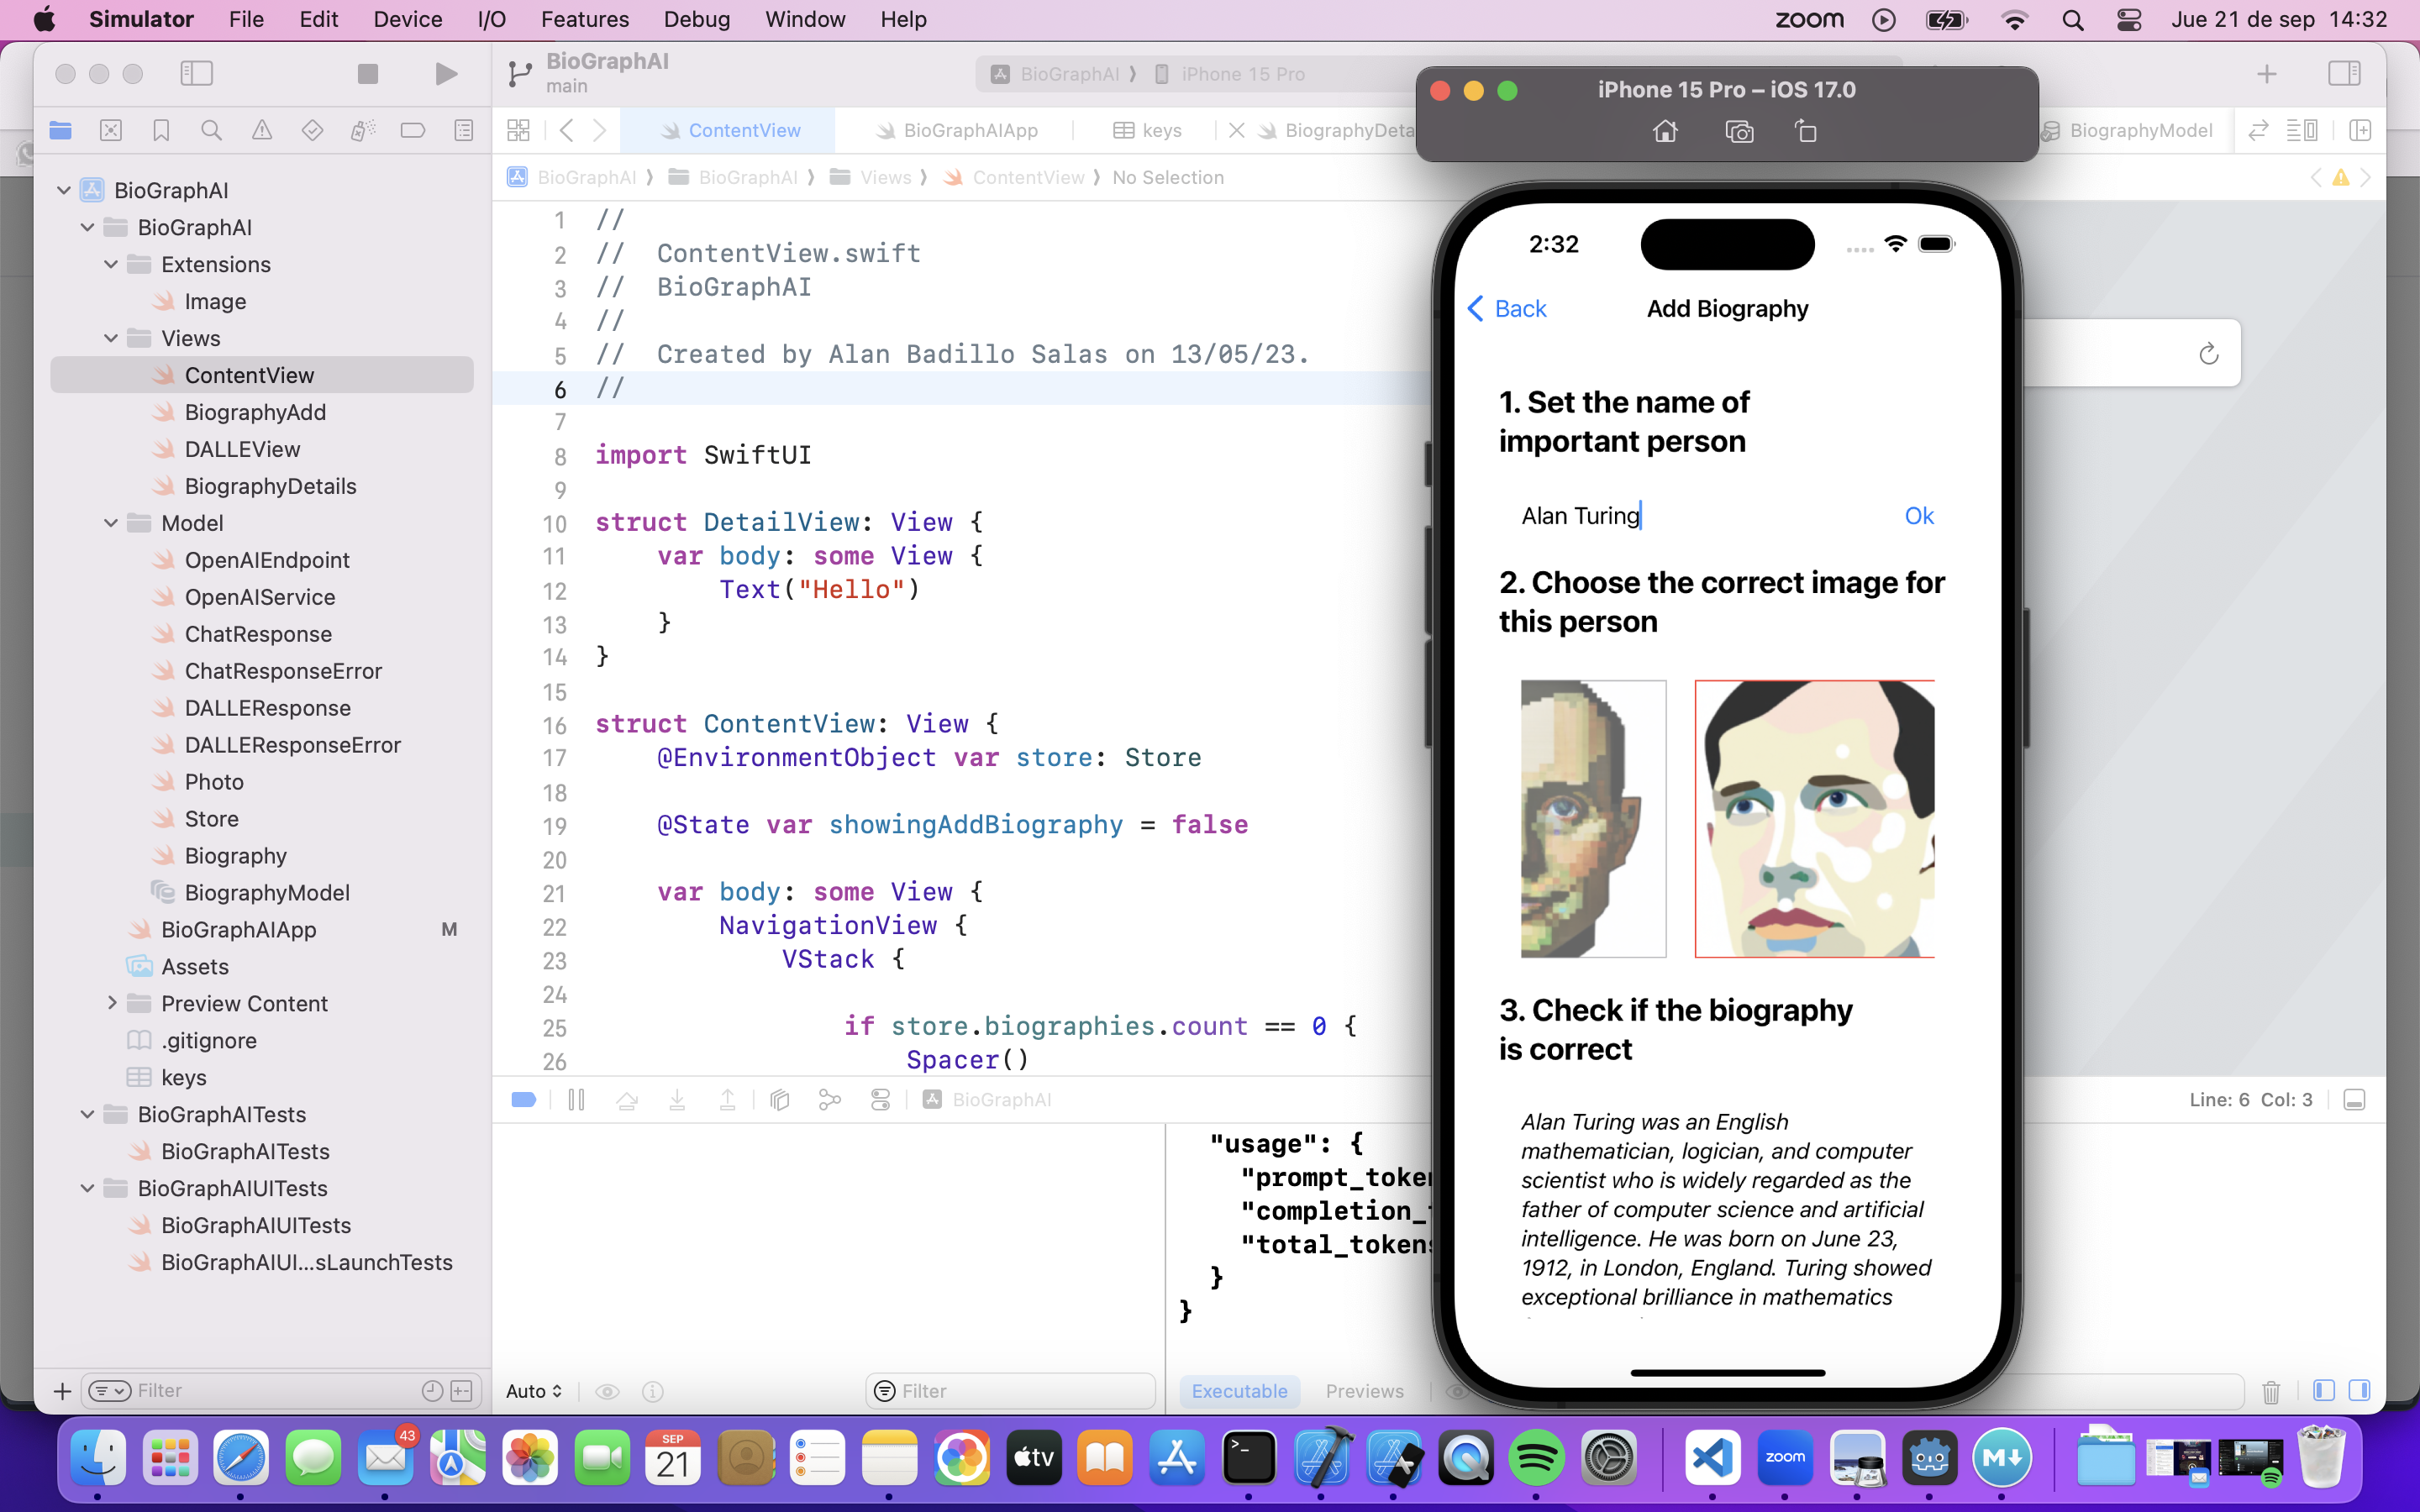 Simulator File Edit Device I/O Features Debug Window Help
zoom Jue 21 de sep 14:32
BioGraphAI
main
BioGraphAI iPhone 15 Pro
ContentView BioGraphAIApp keys BiographyDeta BiographyModel
BioGraphAI BioGraphAI Views ContentView No Selection
BioGraphAI
BioGraphAI
Extensions
Image
Views
ContentView
BiographyAdd
DALLEView
BiographyDetails
Model
OpenAIEndpoint
OpenAIService
ChatResponse
ChatResponseError
DALLEResponse
DALLEResponseError
Photo
Store
Biography
BiographyModel
BioGraphAIApp M
Assets
Preview Content
.gitignore
keys
BioGraphAITests
BioGraphAITests
BioGraphAIUITests
BioGraphAIUITests
BioGraphAIUI...sLaunchTests
Filter
1 //
2 //  ContentView.swift
3 //  BioGraphAI
4 //
5 //  Created by Alan Badillo Salas on 13/05/23.
6 //
7
8 import SwiftUI
9
10 struct DetailView: View {
11 var body: some View {
12 Text("Hello")
13 }
14 }
15
16 struct ContentView: View {
17 @EnvironmentObject var store: Store
18
19 @State var showingAddBiography = false
20
21 var body: some View {
22 NavigationView {
23 VStack {
24
25 if store.biographies.count == 0 {
26 Spacer()
BioGraphAI
Line: 6 Col: 3
"usage": {
"prompt_token
"completion_
"total_tokens
}
}
Auto
Filter
Executable Previews
iPhone 15 Pro – iOS 17.0
2:32
Back Add Biography
1. Set the name of
important person
Alan Turing Ok
2. Choose the correct image for
this person
3. Check if the biography
is correct
Alan Turing was an English
mathematician, logician, and computer
scientist who is widely regarded as the
father of computer science and artificial
intelligence. He was born on June 23,
1912, in London, England. Turing showed
exceptional brilliance in mathematics
43
SEP
21
tv
zoom
M